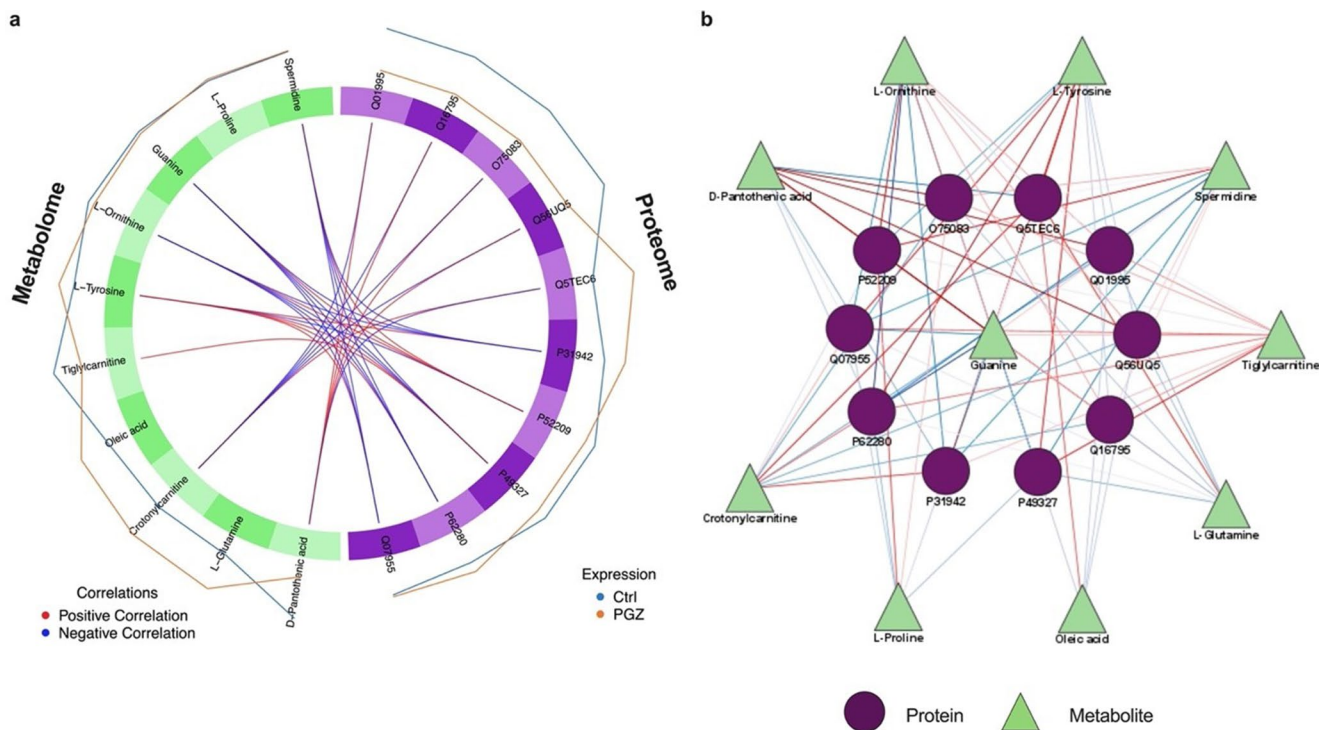 a
Metabolome
Proteome
Spermidine
L-Proline
Guanine
L-Ornithine
L-Tyrosine
Tiglylcarnitine
Oleic acid
Crotonylcarnitine
L-Glutamine
D-Pantothenic acid
Q01995
Q16795
O75083
Q56UQ5
Q5TEC6
P31942
P52209
P49327
P62280
Q07955
Correlations
Positive Correlation
Negative Correlation
Expression
Ctrl
PGZ
b
L-Ornithine
L-Tyrosine
D-Pantothenic acid
Spermidine
O75083
Q5TEC6
P52209
Q01995
Q07955
Guanine
Q56UQ5
Tiglylcarnitine
P62280
Q16795
P31942
P49327
Crotonylcarnitine
L-Glutamine
L-Proline
Oleic acid
Protein
Metabolite